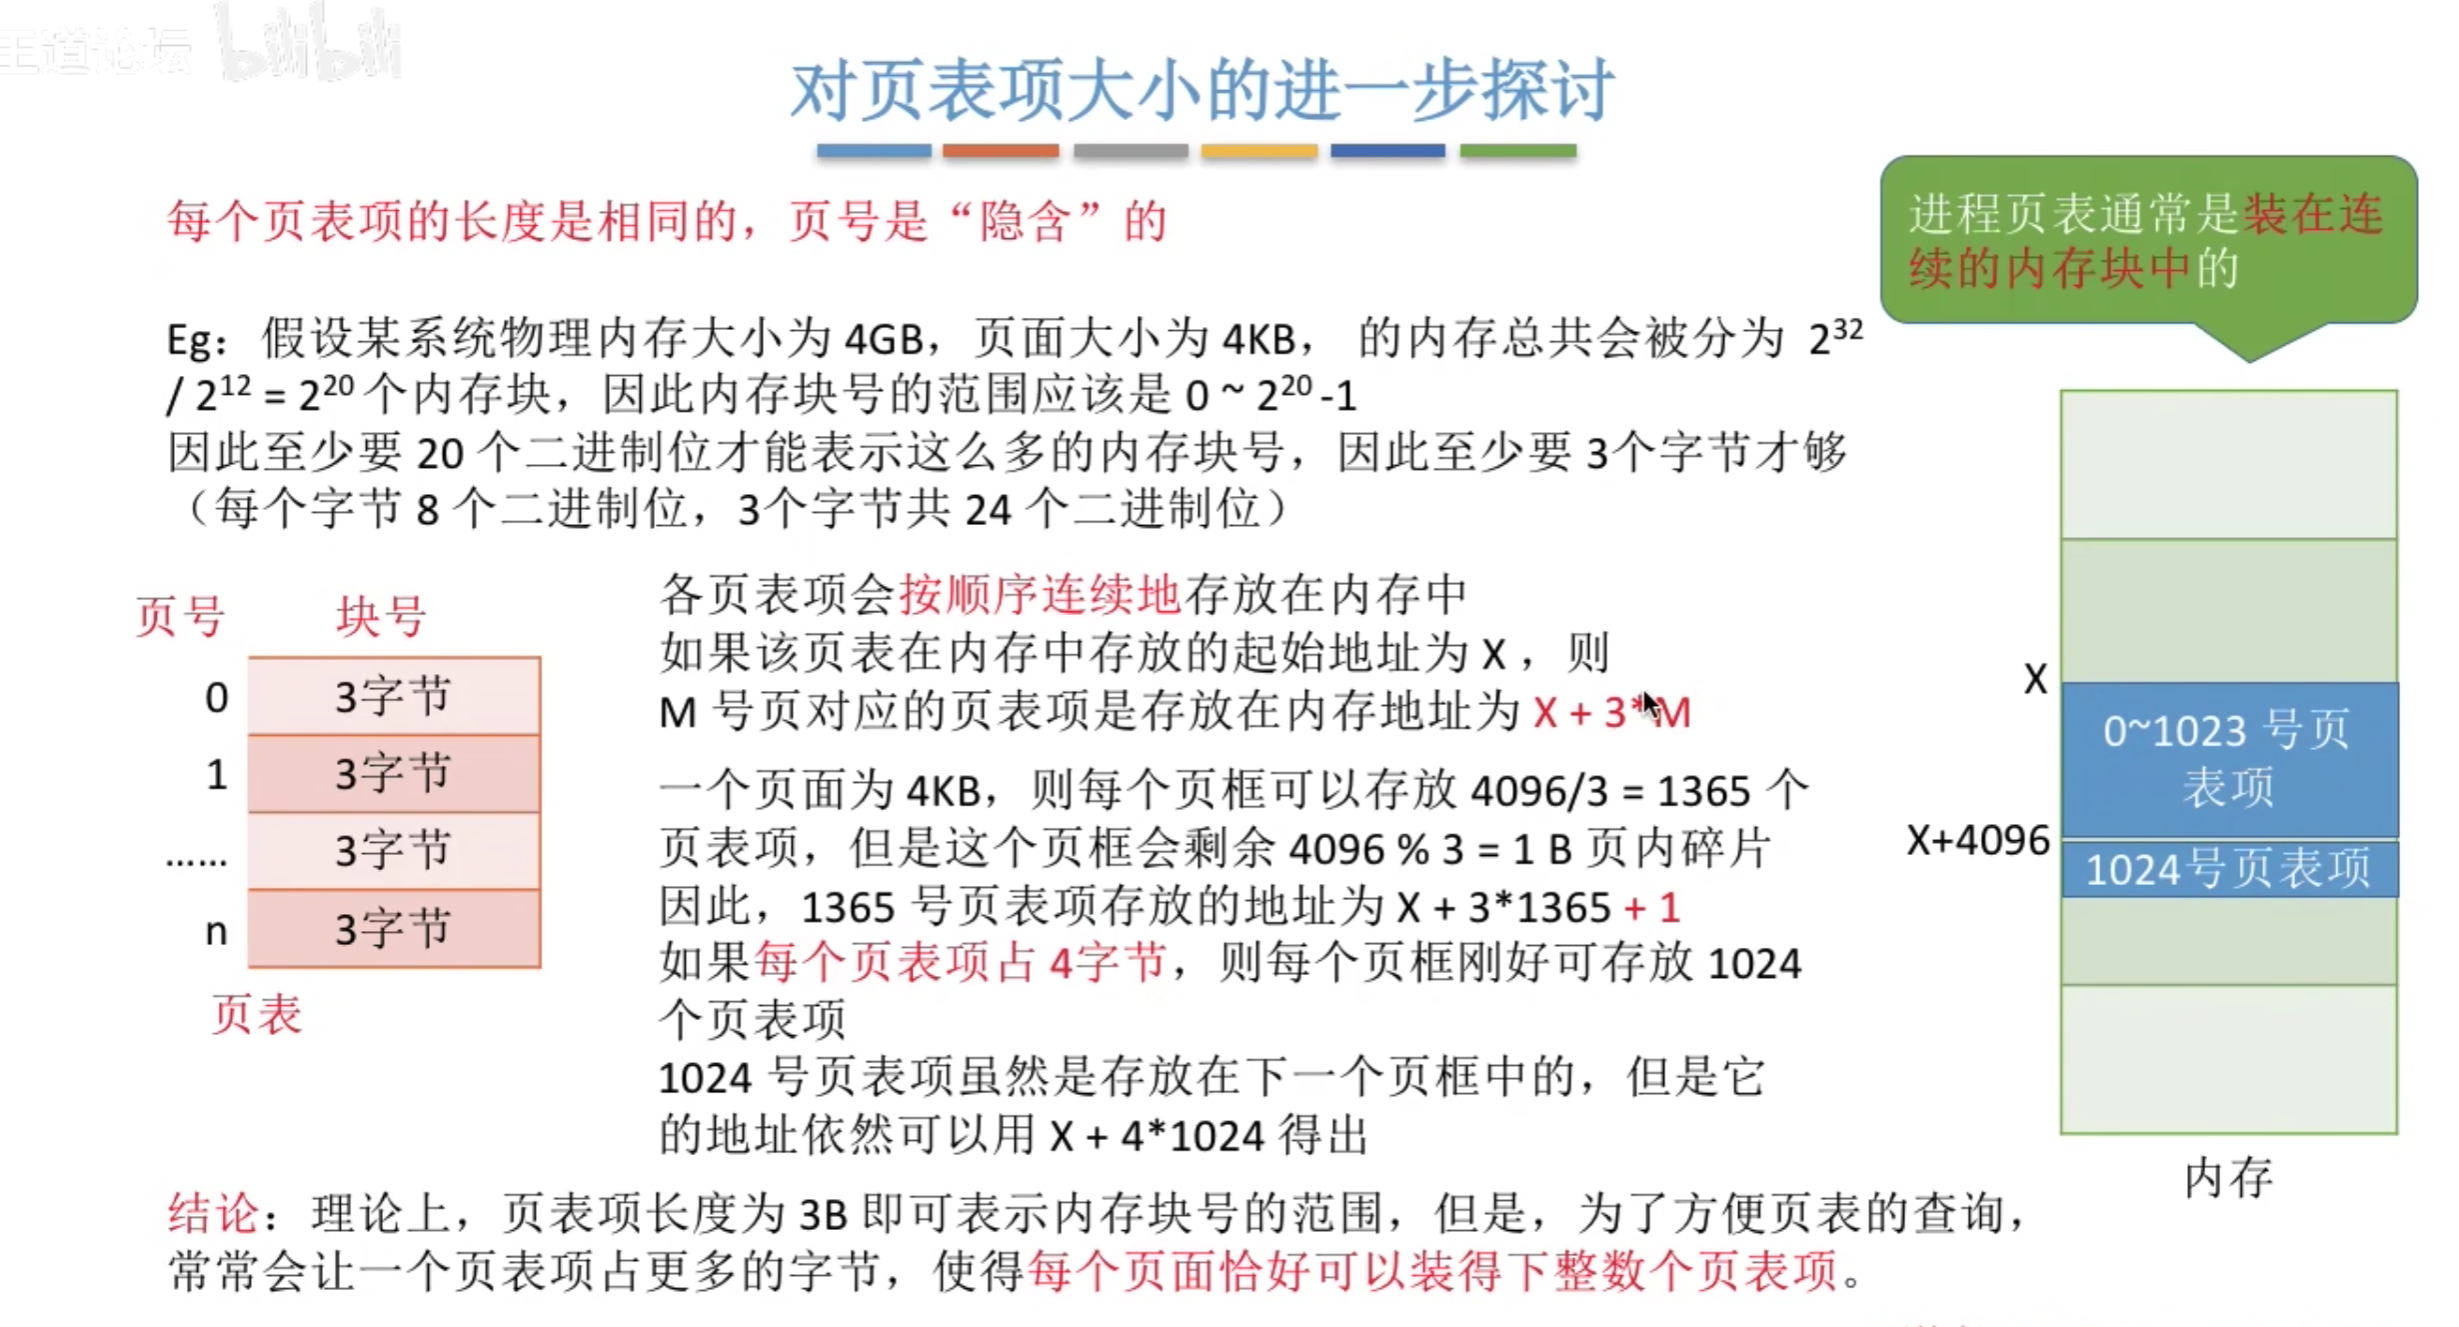 王道论坛 bilibili
对页表项大小的进一步探讨
每个页表项的长度是相同的，页号是“隐含”的
进程页表通常是装在连
续的内存块中的
Eg：假设某系统物理内存大小为 4GB，页面大小为 4KB， 的内存总共会被分为 2³²
/ 2¹² = 2²⁰ 个内存块，因此内存块号的范围应该是 0 ~ 2²⁰ -1
因此至少要 20 个二进制位才能表示这么多的内存块号，因此至少要 3个字节才够
（每个字节 8 个二进制位，3个字节共 24 个二进制位）
页号 块号
0 3字节
1 3字节
...... 3字节
n 3字节
页表
各页表项会按顺序连续地存放在内存中
如果该页表在内存中存放的起始地址为 X ，则
M 号页对应的页表项是存放在内存地址为 X + 3*M
一个页面为 4KB，则每个页框可以存放 4096/3 = 1365 个
页表项，但是这个页框会剩余 4096 % 3 = 1 B 页内碎片
因此，1365 号页表项存放的地址为 X + 3*1365 + 1
如果每个页表项占 4字节，则每个页框刚好可存放 1024
个页表项
1024 号页表项虽然是存放在下一个页框中的，但是它
的地址依然可以用 X + 4*1024 得出
X
0~1023 号页
表项
X+4096
1024号页表项
内存
结论：理论上，页表项长度为 3B 即可表示内存块号的范围，但是，为了方便页表的查询，
常常会让一个页表项占更多的字节，使得每个页面恰好可以装得下整数个页表项。